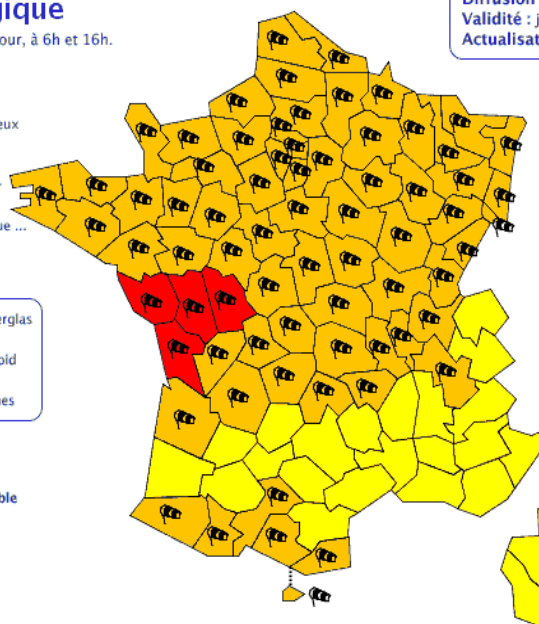 gique
Diffusion
Validité : j
Actualisat
our, à 6h et 16h.
eux
ue ...
erglas
oid
es
ble